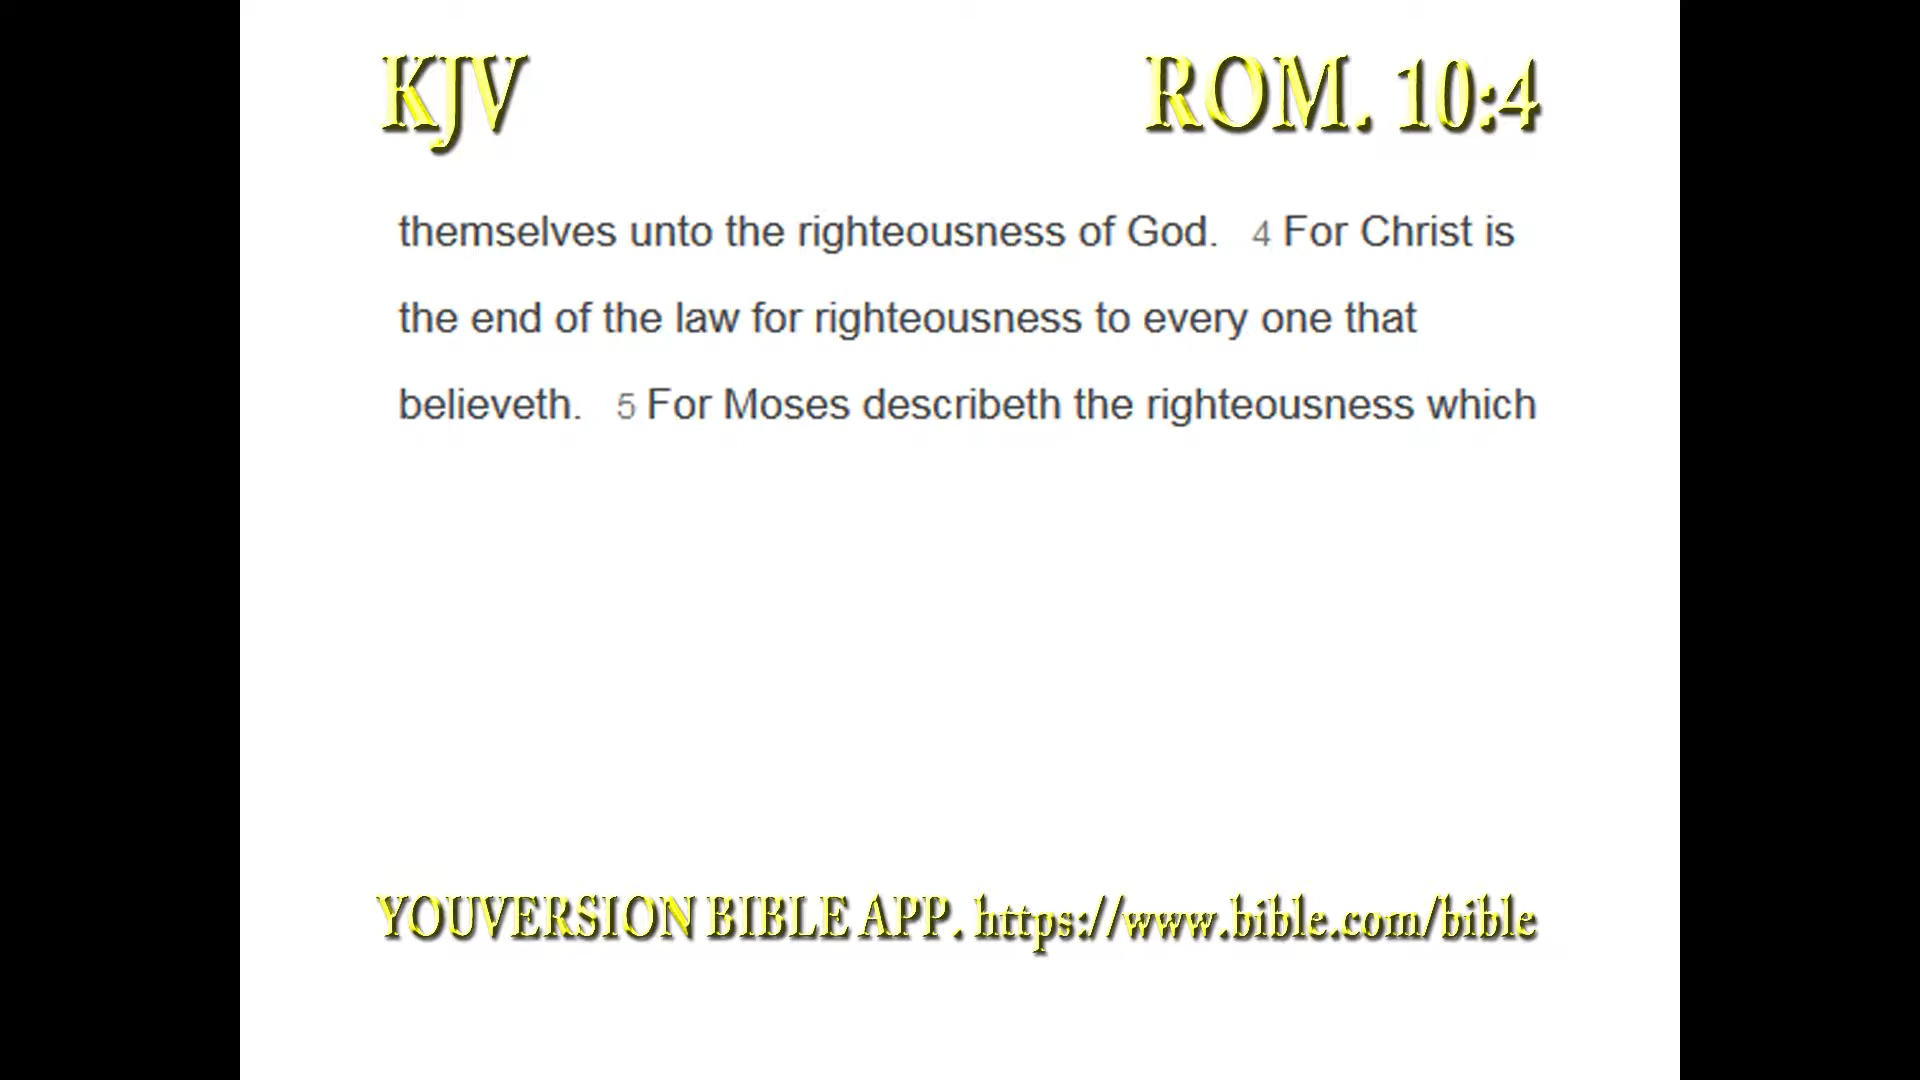 KJV ROM. 10:4
themselves unto the righteousness of God. 4 For Christ is
the end of the law for righteousness to every one that
believeth. 5 For Moses describeth the righteousness which
YOUVERSION BIBLE APP. https://www.bible.com/bible